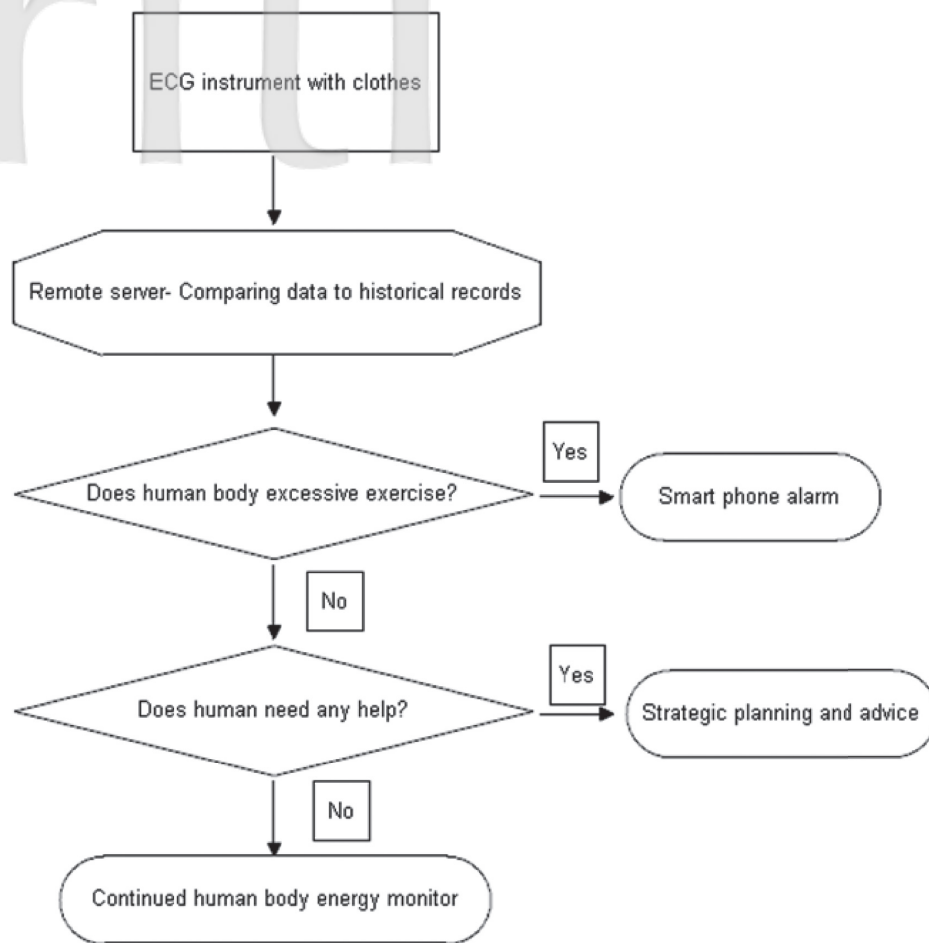 ECG instrument with clothes
Remote server- Comparing data to historical records
Does human body excessive exercise?
Yes
Smart phone alarm
No
Does human need any help?
Yes
Strategic planning and advice
No
Continued human body energy monitor